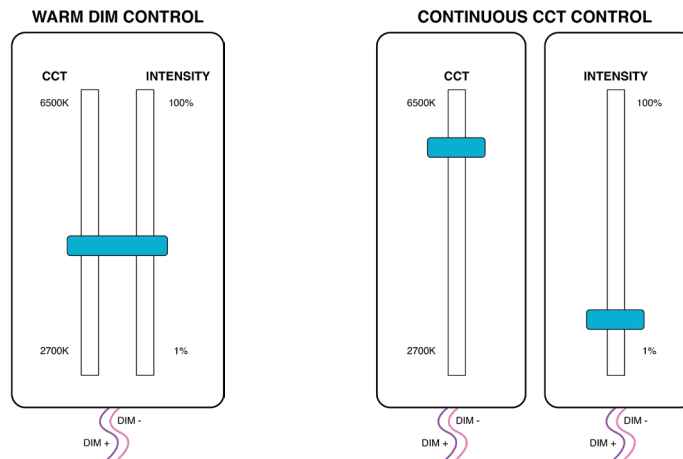 WARM DIM CONTROL
CCT INTENSITY
6500K 100%
2700K 1%
DIM -
DIM +
CONTINUOUS CCT CONTROL
CCT
6500K
2700K
DIM -
DIM +
INTENSITY
100%
1%
DIM -
DIM +